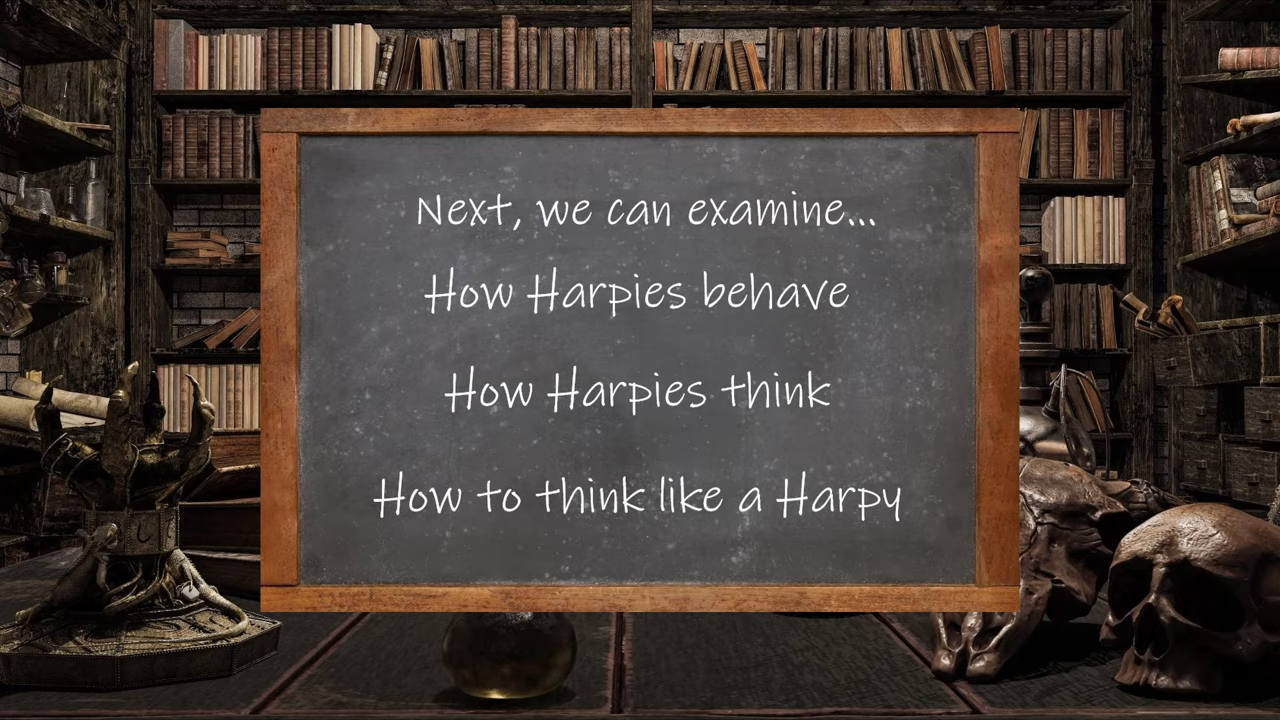 Next, we can examine...
How Harpies behave
How Harpies think
How to think like a Harpy